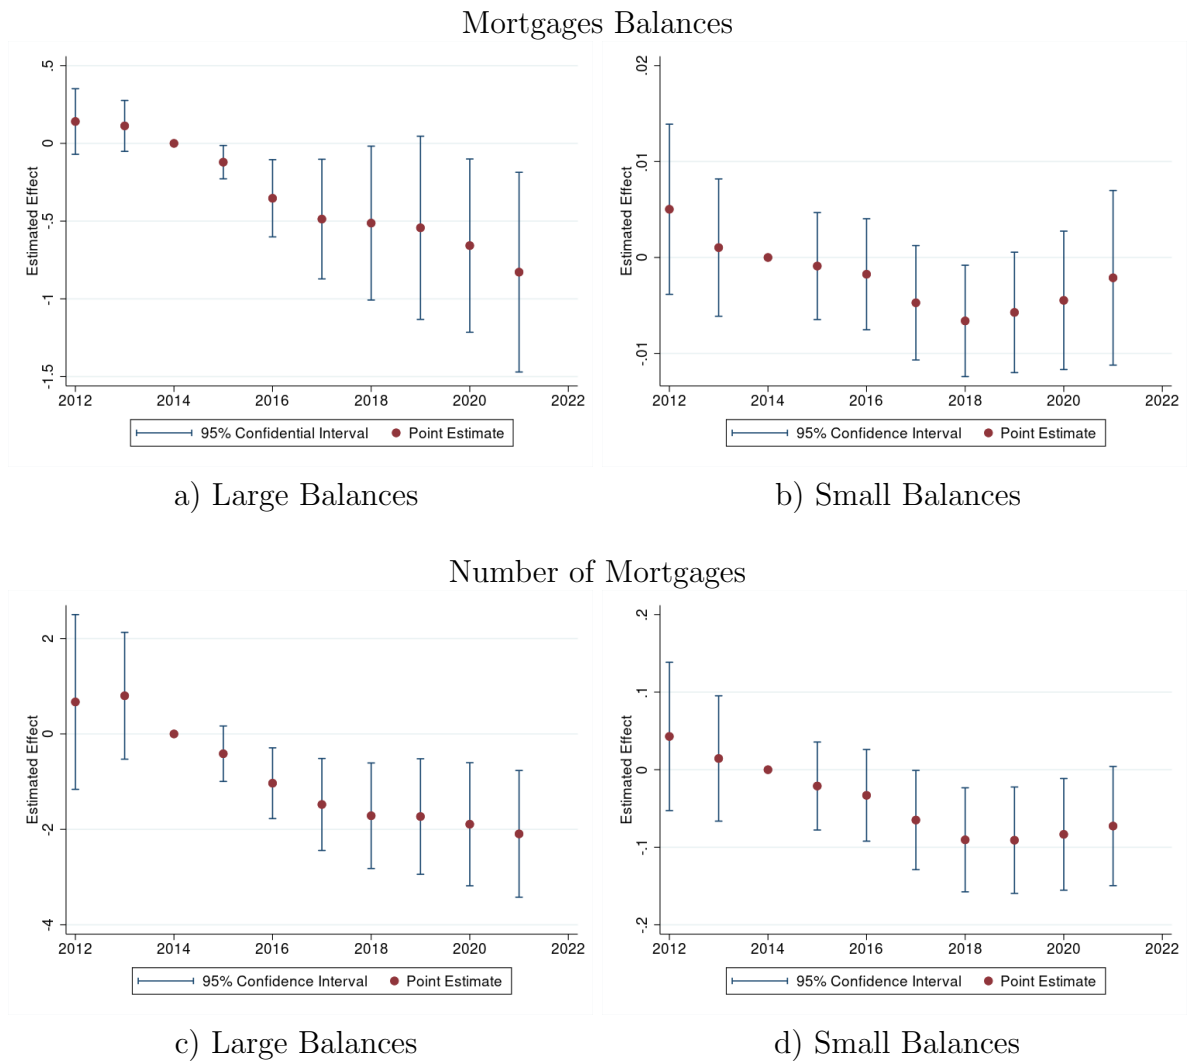 Mortgages Balances
.5
0
-.5
-1
-1.5
Estimated Effect
2012 2014 2016 2018 2020 2022
95% Confidential Interval Point Estimate
a) Large Balances
.02
.01
0
-.01
Estimated Effect
2012 2014 2016 2018 2020 2022
95% Confidence Interval Point Estimate
b) Small Balances
Number of Mortgages
2
0
-2
-4
Estimated Effect
2012 2014 2016 2018 2020 2022
95% Confidence Interval Point Estimate
c) Large Balances
.2
.1
0
-.1
-.2
Estimated Effect
2012 2014 2016 2018 2020 2022
95% Confidence Interval Point Estimate
d) Small Balances